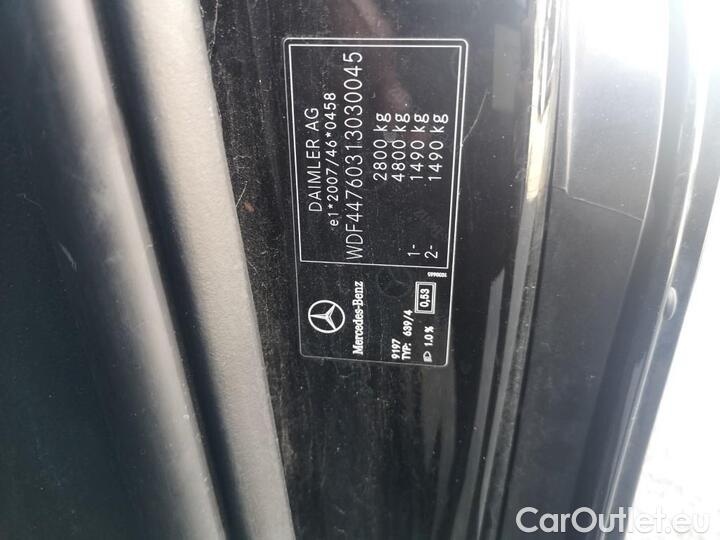 DAIMLER AG
e1*2007/46*0458
WDF44760313030045
2800 kg
4800 kg
1- 1490 kg
2- 1490 kg
Mercedes-Benz
9197
TYP: 639/4
0,53
1.0 %
CarOutlet.eu